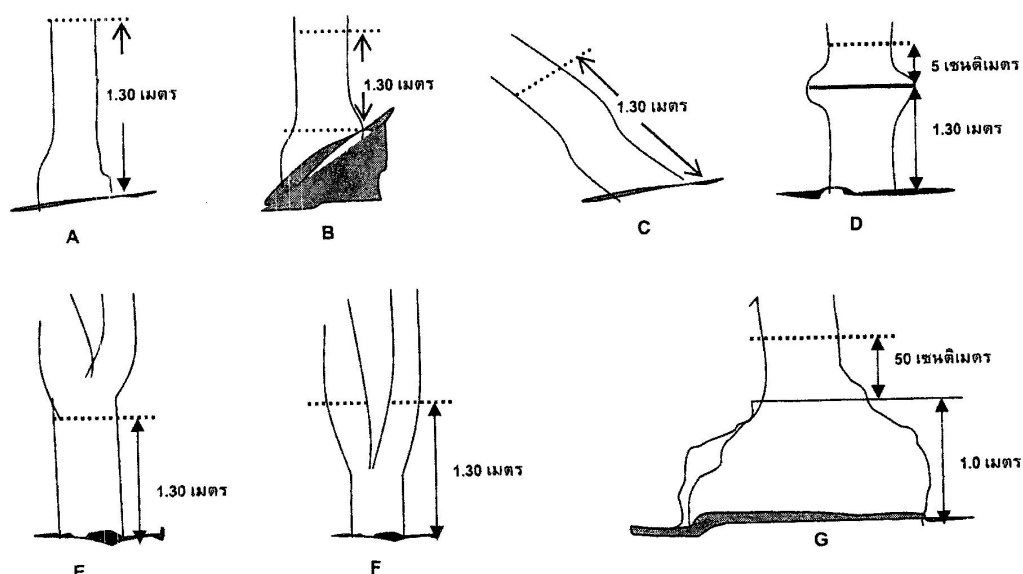 1.30 เมตร
A
1.30 เมตร
B
1.30 เมตร
C
5 เซนติเมตร
1.30 เมตร
D
1.30 เมตร
E
1.30 เมตร
F
50 เซนติเมตร
1.0 เมตร
G